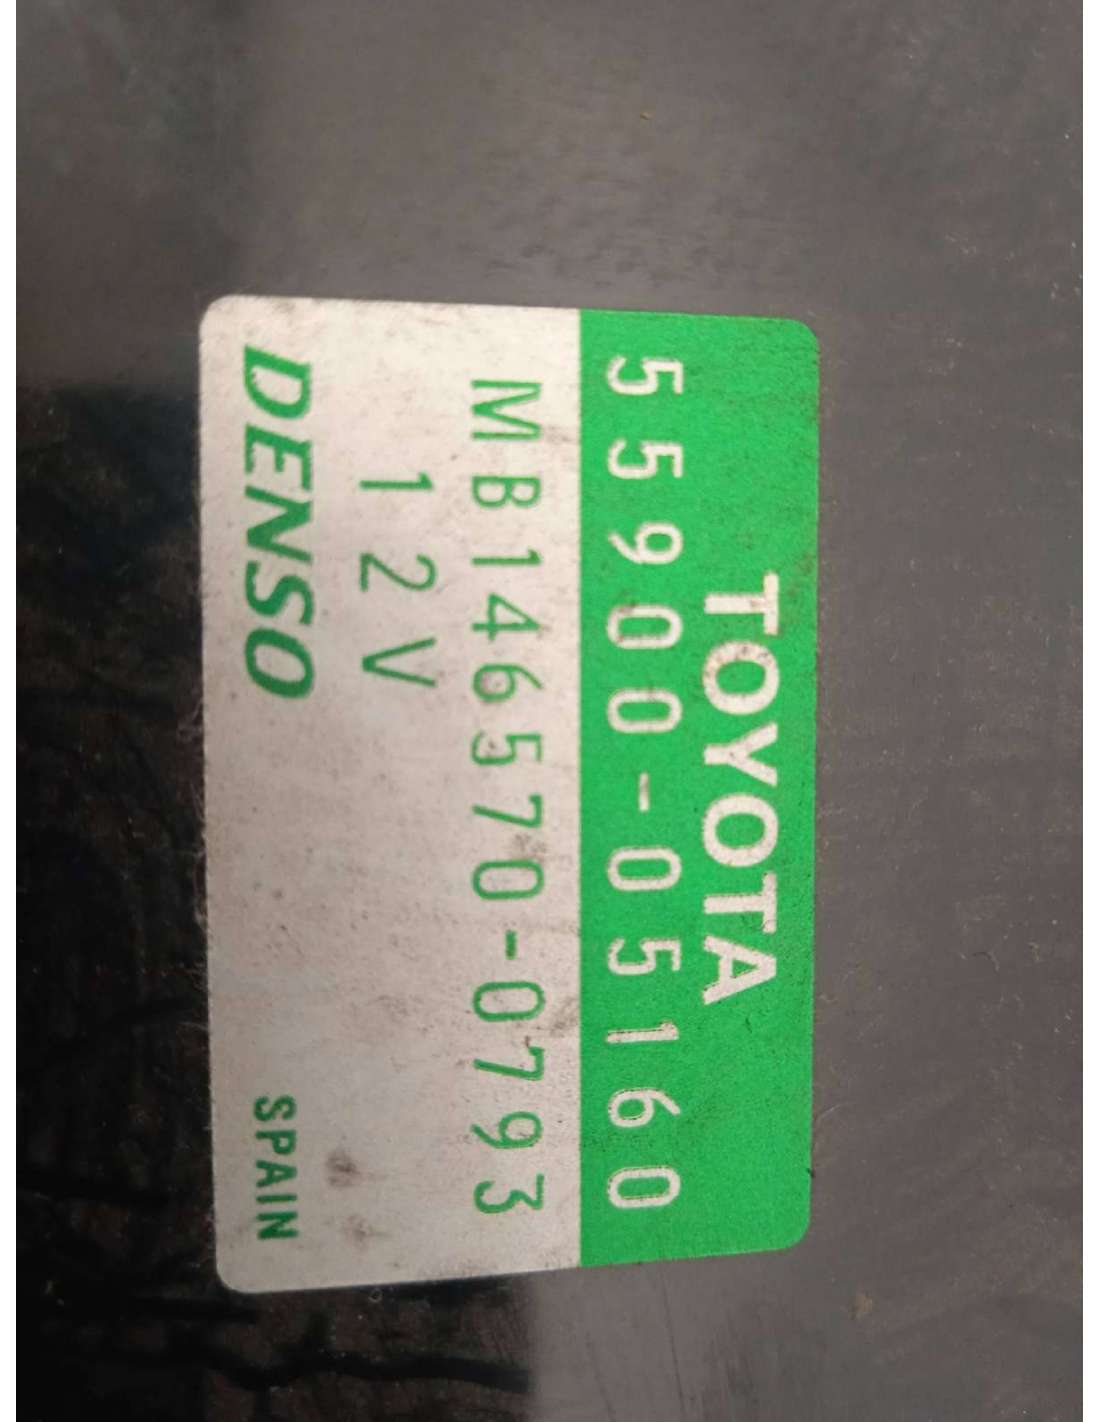 TOYOTA
55900-05160
MB146570-0793
12V
DENSO SPAIN